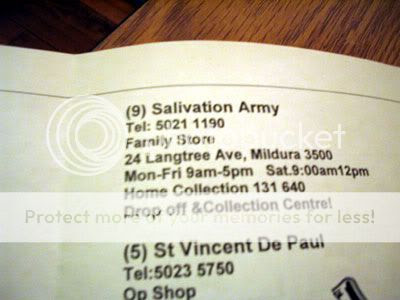 (9) Salivation Army
Tel: 5021 1190
Family Store
24 Langtree Ave, Mildura 3500
Mon-Fri 9am-5pm Sat.9:00am12pm
Home Collection 131 640
Drop off &Collection Centre!
Protect more of your memories for less!
(5) St Vincent De Paul
Tel:5023 5750
Op Shop